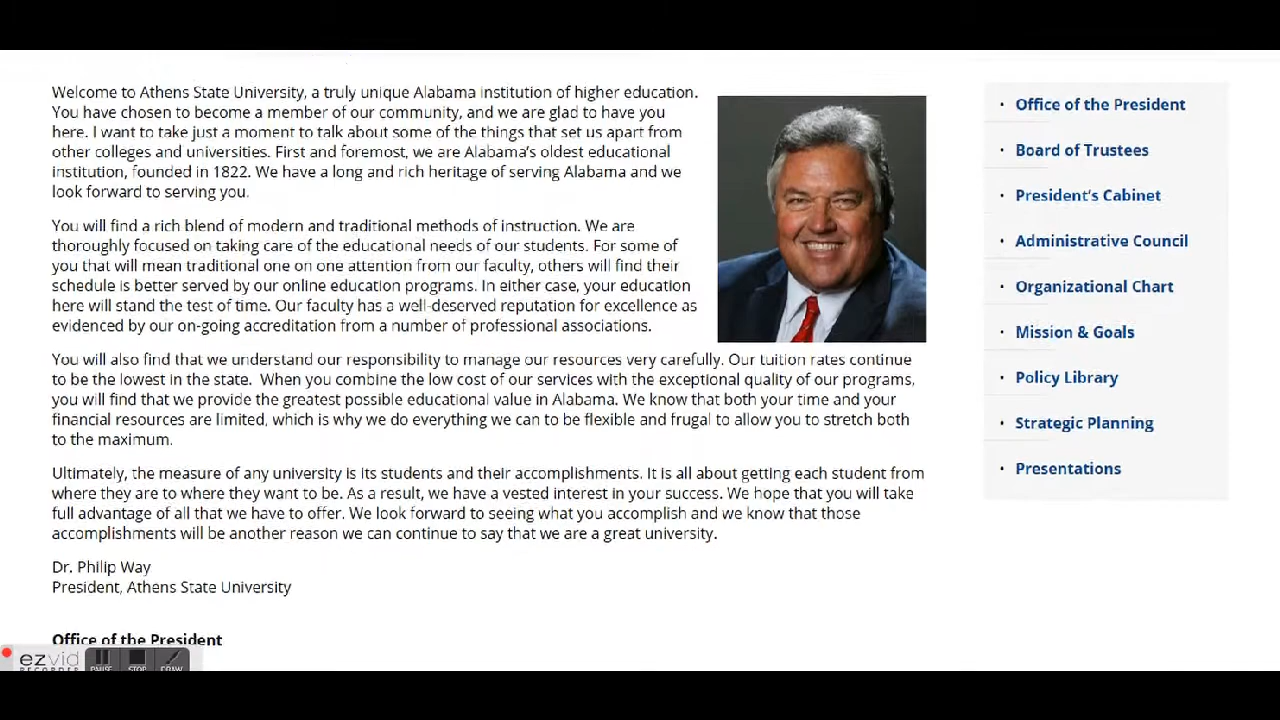 Welcome to Athens State University, a truly unique Alabama institution of higher education.
You have chosen to become a member of our community, and we are glad to have you
here. I want to take just a moment to talk about some of the things that set us apart from
other colleges and universities. First and foremost, we are Alabama's oldest educational
institution, founded in 1822. We have a long and rich heritage of serving Alabama and we
look forward to serving you.
You will find a rich blend of modern and traditional methods of instruction. We are
thoroughly focused on taking care of the educational needs of our students. For some of
you that will mean traditional one on one attention from our faculty, others will find their
schedule is better served by our online education programs. In either case, your education
here will stand the test of time. Our faculty has a well-deserved reputation for excellence as
evidenced by our on-going accreditation from a number of professional associations.
You will also find that we understand our responsibility to manage our resources very carefully. Our tuition rates continue
to be the lowest in the state. When you combine the low cost of our services with the exceptional quality of our programs,
you will find that we provide the greatest possible educational value in Alabama. We know that both your time and your
financial resources are limited, which is why we do everything we can to be flexible and frugal to allow you to stretch both
to the maximum.
Ultimately, the measure of any university is its students and their accomplishments. It is all about getting each student from
where they are to where they want to be. As a result, we have a vested interest in your success. We hope that you will take
full advantage of all that we have to offer. We look forward to seeing what you accomplish and we know that those
accomplishments will be another reason we can continue to say that we are a great university.
Dr. Philip Way
President, Athens State University
Office of the President
• Office of the President
• Board of Trustees
• President's Cabinet
• Administrative Council
• Organizational Chart
• Mission & Goals
• Policy Library
• Strategic Planning
• Presentations
ezvid
RECORDER
PAUSE STOP DRAW